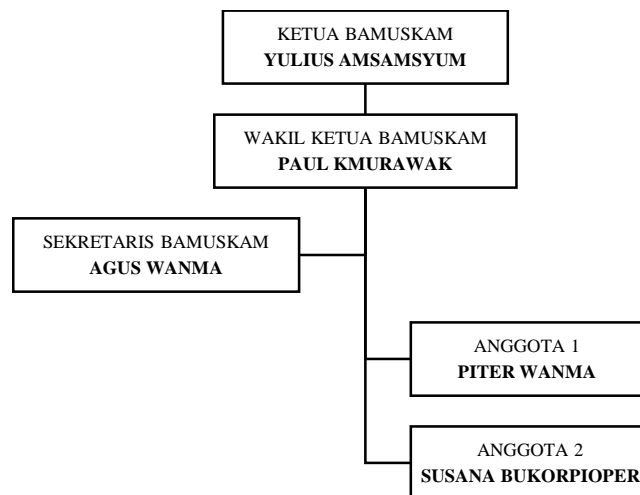 KETUA BAMUSKAM
YULIUS AMSAMSYUM
WAKIL KETUA BAMUSKAM
PAUL KMURAWAK
SEKRETARIS BAMUSKAM
AGUS WANMA
ANGGOTA 1
PITER WANMA
ANGGOTA 2
SUSANA BUKORPIOPER